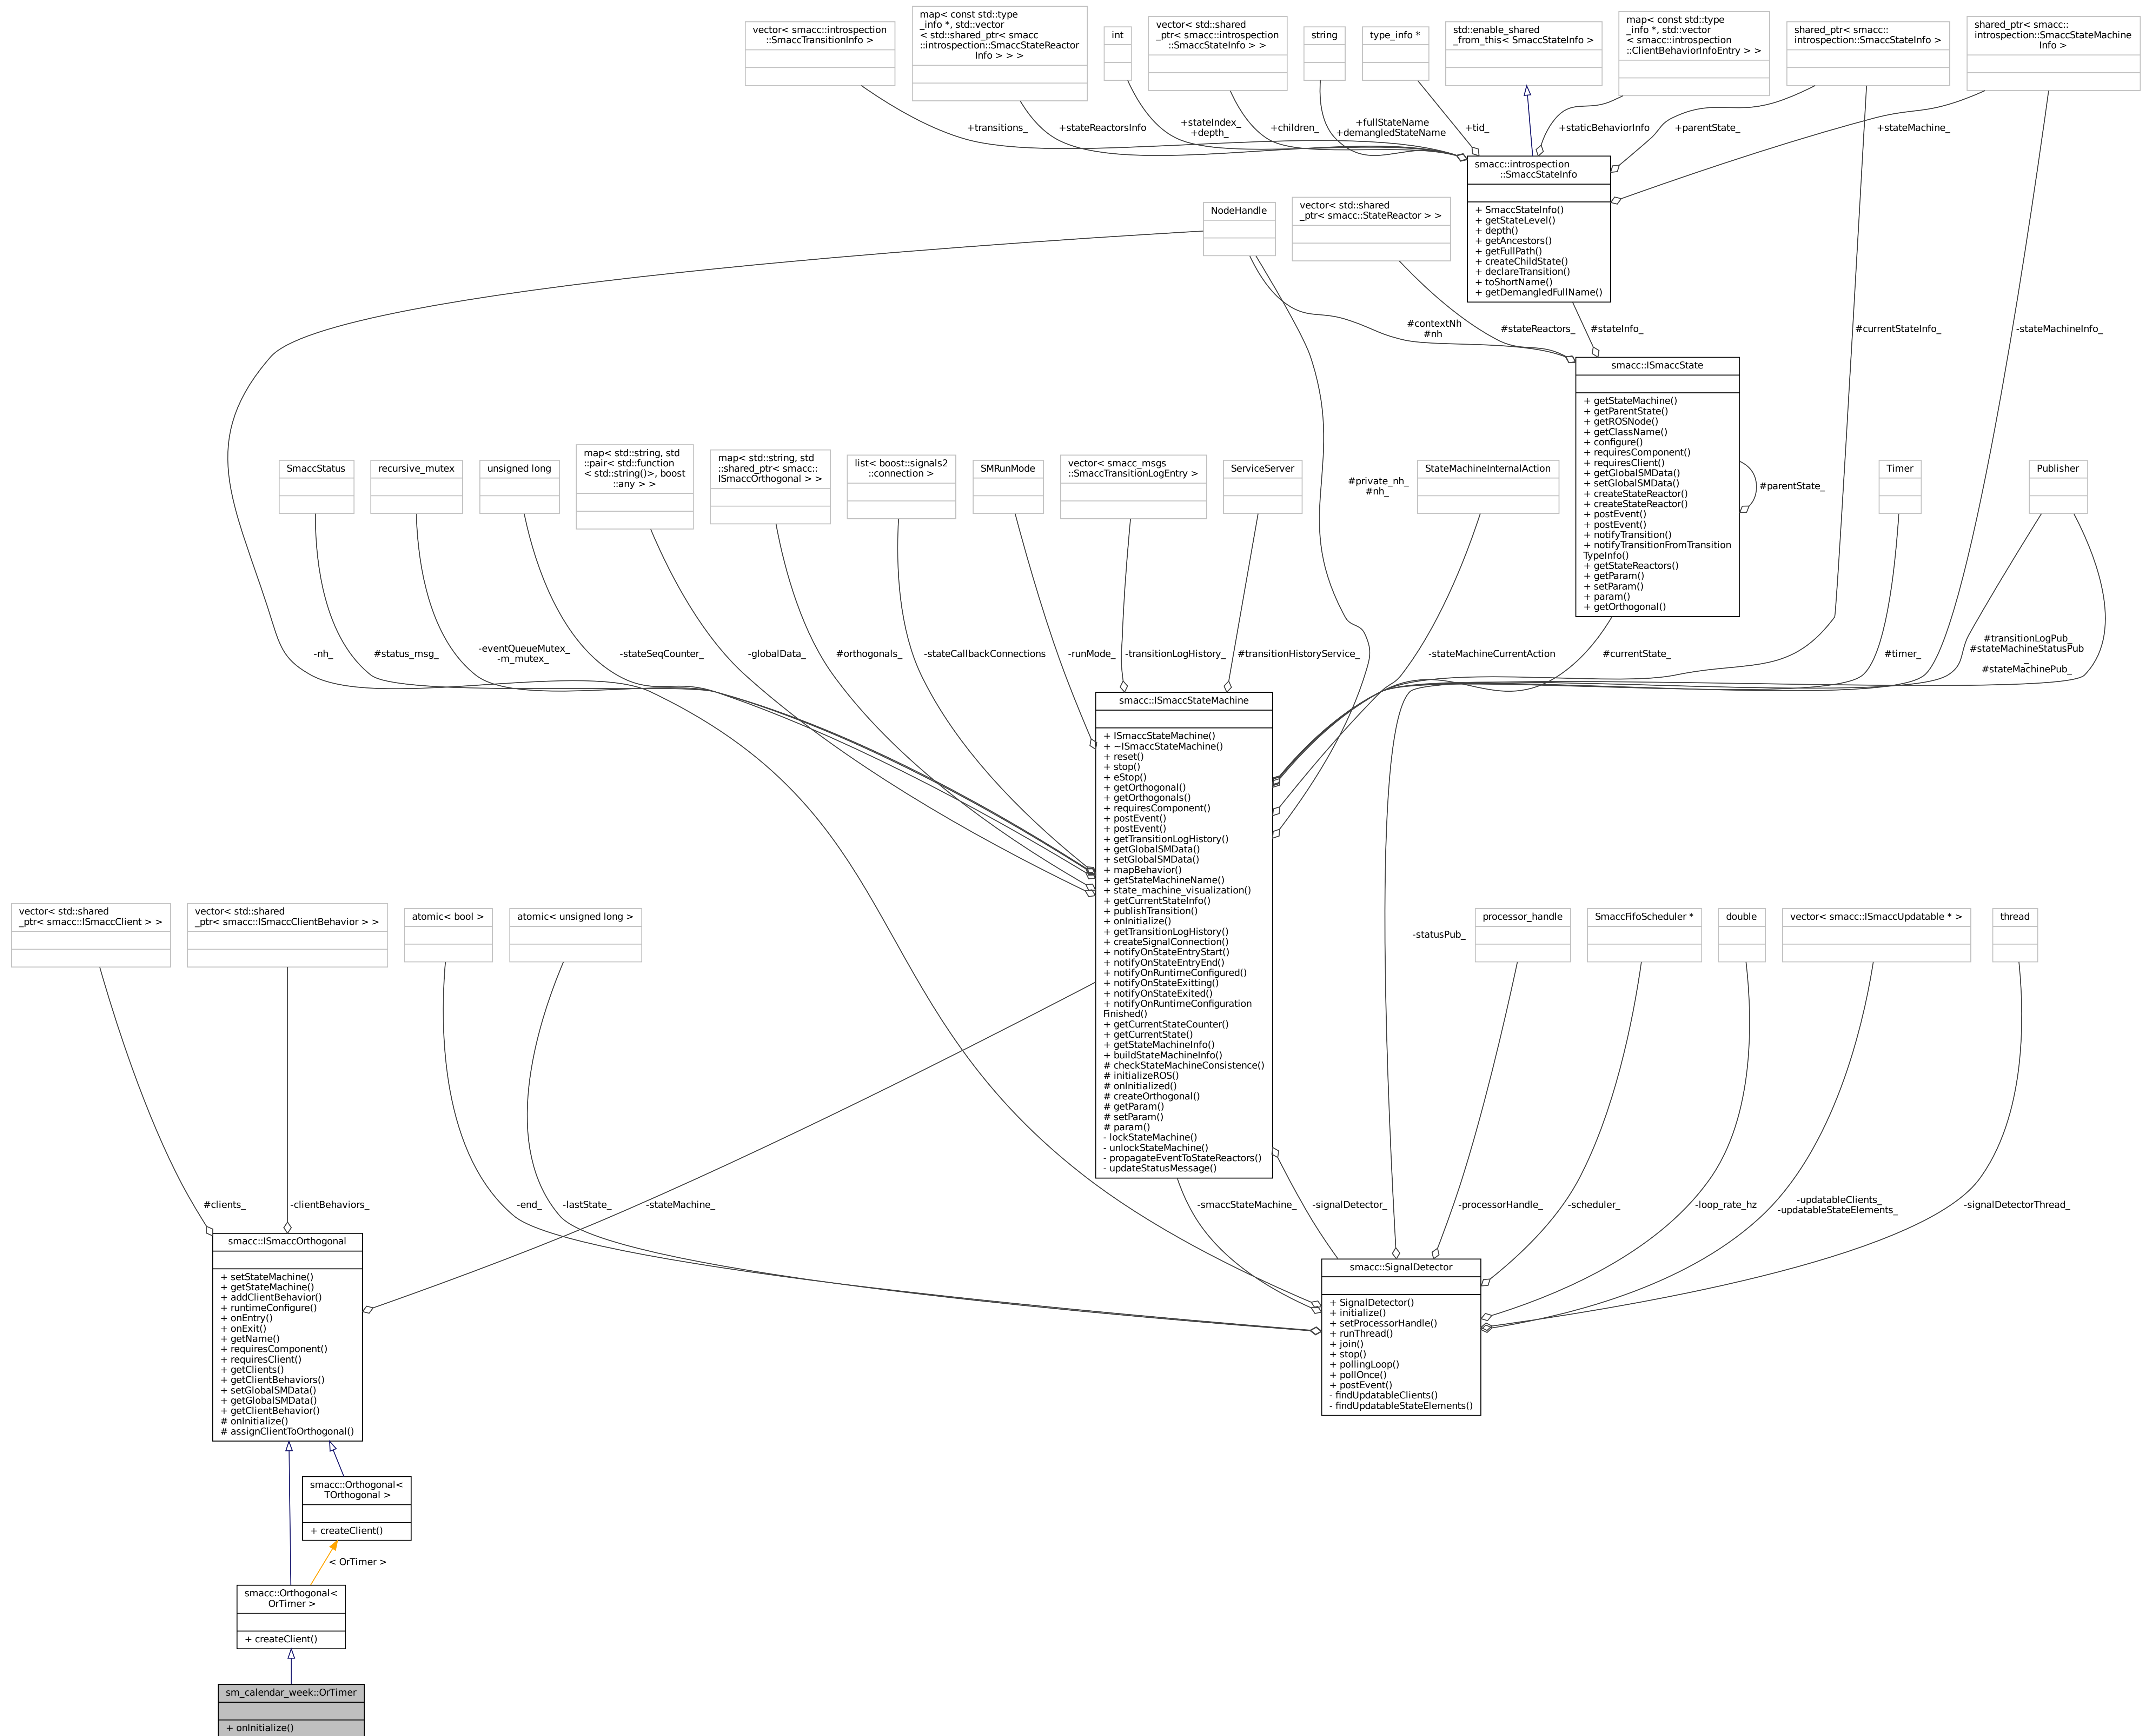 vector< smacc::introspection
::SmaccTransitionInfo >
map< const std::type
_info *, std::vector
< std::shared_ptr< smacc
::introspection::SmaccStateReactor
Info > > >
int
vector< std::shared
_ptr< smacc::introspection
::SmaccStateInfo > >
string
type_info *
std::enable_shared
_from_this< SmaccStateInfo >
map< const std::type
_info *, std::vector
< smacc::introspection
::ClientBehaviorInfoEntry > >
shared_ptr< smacc::
introspection::SmaccStateInfo >
shared_ptr< smacc::
introspection::SmaccStateMachine
Info >
+transitions_
+stateReactorsInfo
+stateIndex_
+depth_
+children_
+fullStateName
+demangledStateName
+tid_
+staticBehaviorInfo
+parentState_
+stateMachine_
smacc::introspection
::SmaccStateInfo
+ SmaccStateInfo()
+ getStateLevel()
+ depth()
+ getAncestors()
+ getFullPath()
+ createChildState()
+ declareTransition()
+ toShortName()
+ getDemangledFullName()
NodeHandle
vector< std::shared
_ptr< smacc::StateReactor > >
#contextNh
#nh
#stateReactors_
#stateInfo_
#currentStateInfo_
-stateMachineInfo_
smacc::ISmaccState
+ getStateMachine()
+ getParentState()
+ getROSNode()
+ getClassName()
+ configure()
+ requiresComponent()
+ requiresClient()
+ getGlobalSMData()
+ setGlobalSMData()
+ createStateReactor()
+ createStateReactor()
+ postEvent()
+ postEvent()
+ notifyTransition()
+ notifyTransitionFromTransition
TypeInfo()
+ getStateReactors()
+ getParam()
+ setParam()
+ param()
+ getOrthogonal()
#parentState_
SmaccStatus
recursive_mutex
unsigned long
map< std::string, std
::pair< std::function
< std::string()>, boost
::any > >
map< std::string, std
::shared_ptr< smacc::
ISmaccOrthogonal > >
list< boost::signals2
::connection >
SMRunMode
vector< smacc_msgs
::SmaccTransitionLogEntry >
ServiceServer
#private_nh_
#nh_
StateMachineInternalAction
Timer
Publisher
-nh_
#status_msg_
-eventQueueMutex_
-m_mutex_
-stateSeqCounter_
-globalData_
#orthogonals_
-stateCallbackConnections
-runMode_
-transitionLogHistory_
#transitionHistoryService_
-stateMachineCurrentAction
#currentState_
#timer_
#transitionLogPub_
#stateMachineStatusPub
_
#stateMachinePub_
smacc::ISmaccStateMachine
+ ISmaccStateMachine()
+ ~ISmaccStateMachine()
+ reset()
+ stop()
+ eStop()
+ getOrthogonal()
+ getOrthogonals()
+ requiresComponent()
+ postEvent()
+ postEvent()
+ getTransitionLogHistory()
+ getGlobalSMData()
+ setGlobalSMData()
+ mapBehavior()
+ getStateMachineName()
+ state_machine_visualization()
+ getCurrentStateInfo()
+ publishTransition()
+ onInitialize()
+ getTransitionLogHistory()
+ createSignalConnection()
+ notifyOnStateEntryStart()
+ notifyOnStateEntryEnd()
+ notifyOnRuntimeConfigured()
+ notifyOnStateExitting()
+ notifyOnStateExited()
+ notifyOnRuntimeConfiguration
Finished()
+ getCurrentStateCounter()
+ getCurrentState()
+ getStateMachineInfo()
+ buildStateMachineInfo()
# checkStateMachineConsistence()
# initializeROS()
# onInitialized()
# createOrthogonal()
# getParam()
# setParam()
# param()
- lockStateMachine()
- unlockStateMachine()
- propagateEventToStateReactors()
- updateStatusMessage()
vector< std::shared
_ptr< smacc::ISmaccClient > >
vector< std::shared
_ptr< smacc::ISmaccClientBehavior > >
atomic< bool >
atomic< unsigned long >
-statusPub_
processor_handle
SmaccFifoScheduler *
double
vector< smacc::ISmaccUpdatable * >
thread
#clients_
-clientBehaviors_
-end_
-lastState_
-stateMachine_
-smaccStateMachine_
-signalDetector_
-processorHandle_
-scheduler_
-loop_rate_hz
-updatableClients_
-updatableStateElements_
-signalDetectorThread_
smacc::ISmaccOrthogonal
+ setStateMachine()
+ getStateMachine()
+ addClientBehavior()
+ runtimeConfigure()
+ onEntry()
+ onExit()
+ getName()
+ requiresComponent()
+ requiresClient()
+ getClients()
+ getClientBehaviors()
+ setGlobalSMData()
+ getGlobalSMData()
+ getClientBehavior()
# onInitialize()
# assignClientToOrthogonal()
smacc::SignalDetector
+ SignalDetector()
+ initialize()
+ setProcessorHandle()
+ runThread()
+ join()
+ stop()
+ pollingLoop()
+ pollOnce()
+ postEvent()
- findUpdatableClients()
- findUpdatableStateElements()
smacc::Orthogonal<
TOrthogonal >
+ createClient()
< OrTimer >
smacc::Orthogonal<
OrTimer >
+ createClient()
sm_calendar_week::OrTimer
+ onInitialize()